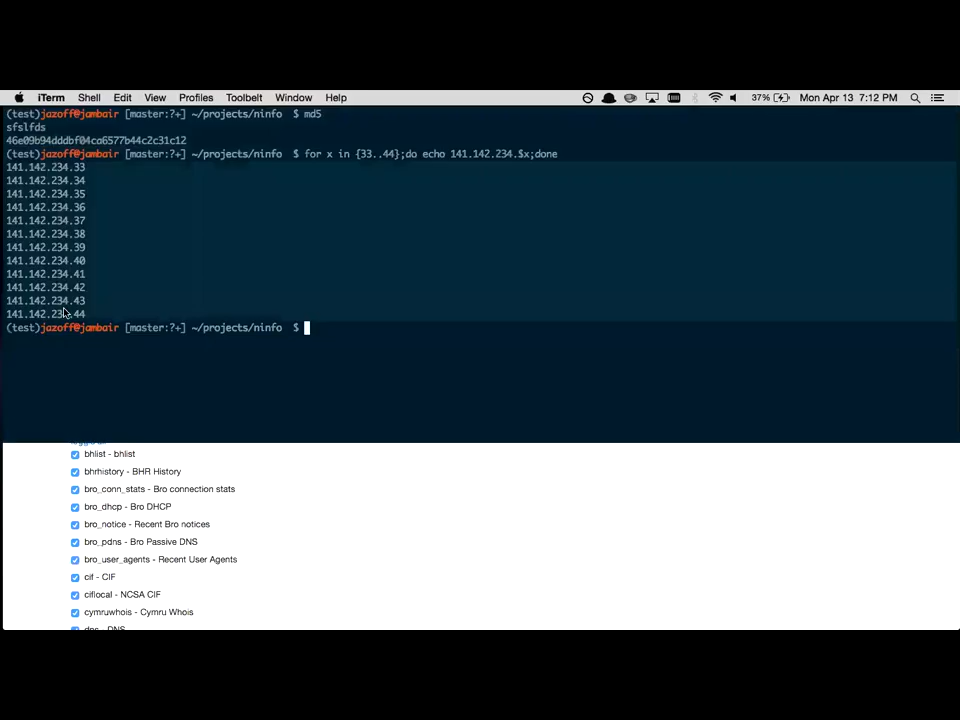 iTerm Shell Edit View Profiles Toolbelt Window Help 37% Mon Apr 13 7:12 PM
(test)jazoff@jambair [master:?+] ~/projects/ninfo $ md5
sfslfds
46e09b94dddbf04ca6577b44c2c31c12
(test)jazoff@jambair [master:?+] ~/projects/ninfo $ for x in {33..44};do echo 141.142.234.$x;done
141.142.234.33
141.142.234.34
141.142.234.35
141.142.234.36
141.142.234.37
141.142.234.38
141.142.234.39
141.142.234.40
141.142.234.41
141.142.234.42
141.142.234.43
141.142.234.44
(test)jazoff@jambair [master:?+] ~/projects/ninfo $
bhlist - bhlist
bhrhistory - BHR History
bro_conn_stats - Bro connection stats
bro_dhcp - Bro DHCP
bro_notice - Recent Bro notices
bro_pdns - Bro Passive DNS
bro_user_agents - Recent User Agents
cif - CIF
ciflocal - NCSA CIF
cymruwhois - Cymru Whois
dns - DNS